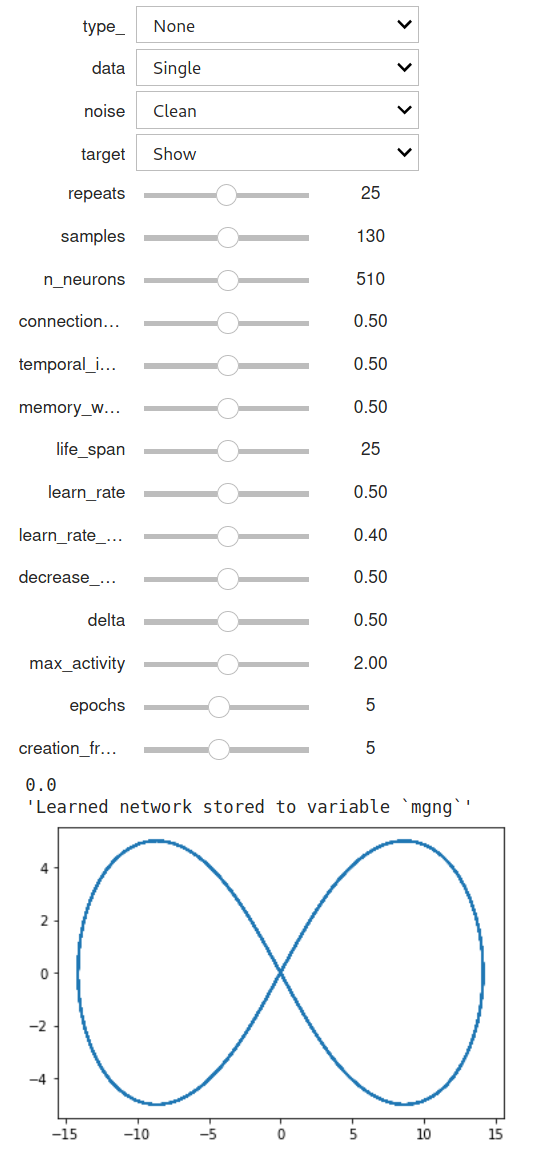 type_ None
data Single
noise Clean
target Show
repeats 25
samples 130
n_neurons 510
connection… 0.50
temporal_i… 0.50
memory_w… 0.50
life_span 25
learn_rate 0.50
learn_rate_… 0.40
decrease_… 0.50
delta 0.50
max_activity 2.00
epochs 5
creation_fr… 5
0.0
'Learned network stored to variable `mgng`'
4
2
0
−2
−4
−15 −10 −5 0 5 10 15